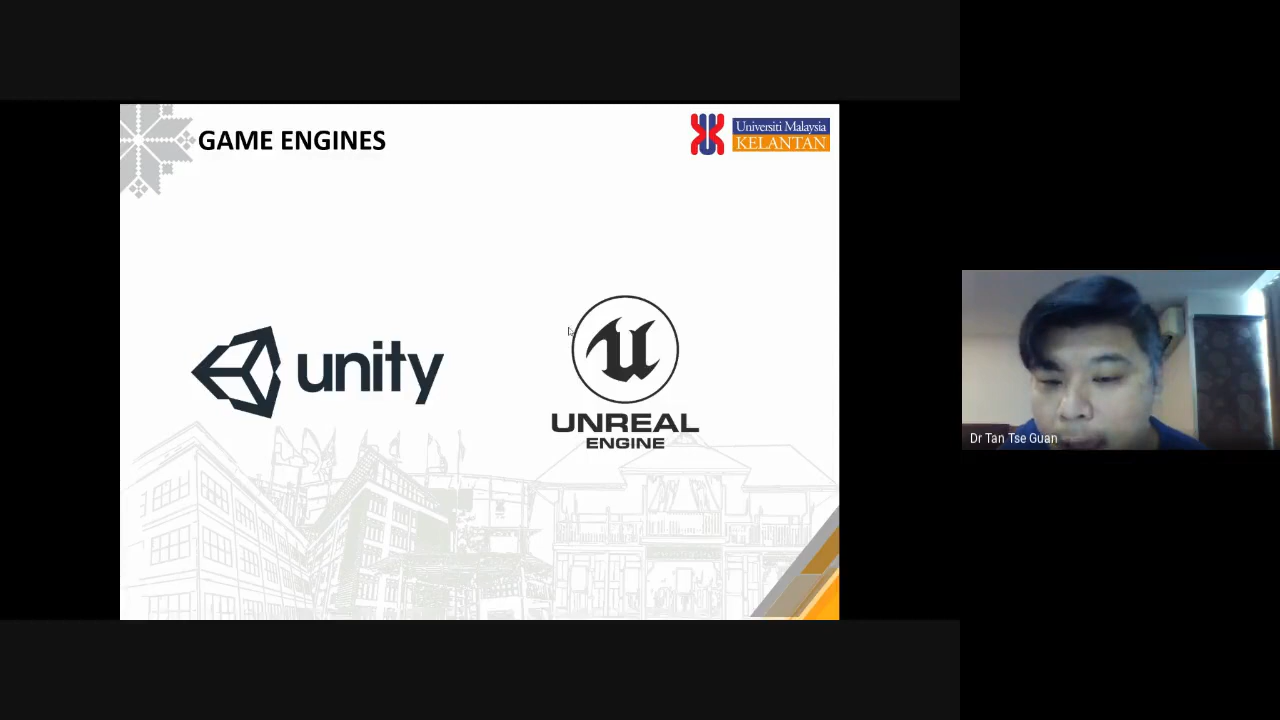 GAME ENGINES
Universiti Malaysia
KELANTAN
unity
UNREAL
ENGINE
Dr Tan Tse Guan